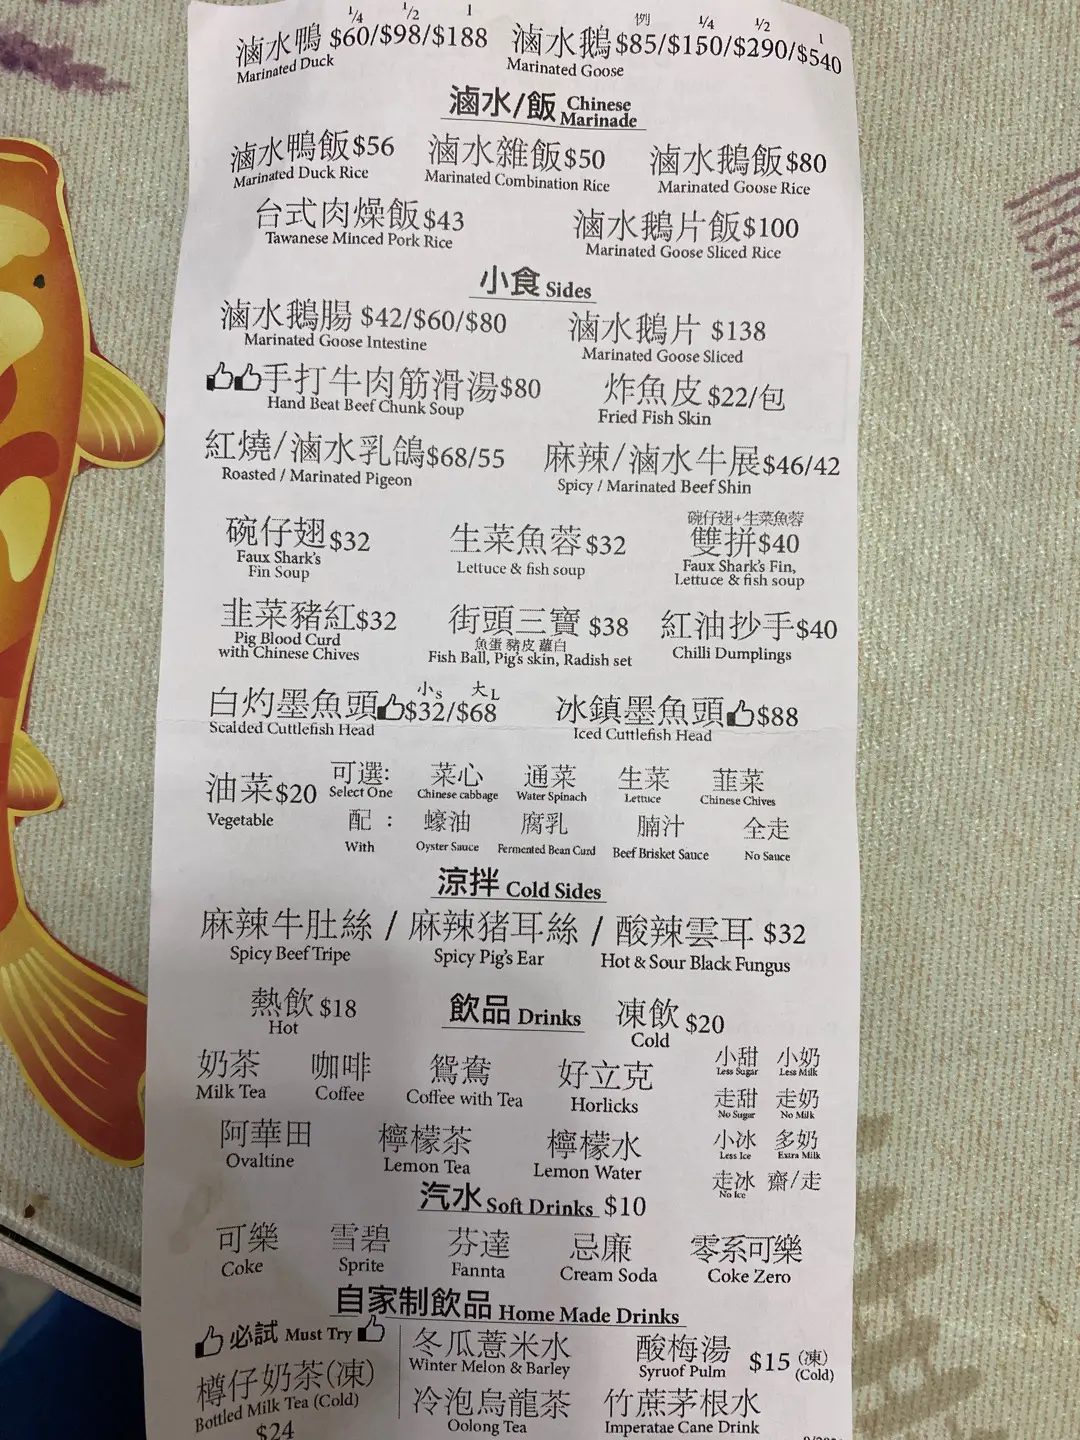 1/4 1/2 1 例 1/4 1/2 1
滷水鴨 $60/$98/$188 滷水鵝 $85/$150/$290/$540
Marinated Duck Marinated Goose
滷水/飯 Chinese Marinade
滷水鴨飯 $56 滷水雜飯 $50 滷水鵝飯 $80
Marinated Duck Rice Marinated Combination Rice Marinated Goose Rice
台式肉燥飯 $43 滷水鵝片飯 $100
Tawanese Minced Pork Rice Marinated Goose Sliced Rice
小食 Sides
滷水鵝腸 $42/$60/$80 滷水鵝片 $138
Marinated Goose Intestine Marinated Goose Sliced
手打牛肉筋滑湯 $80 炸魚皮 $22/包
Hand Beat Beef Chunk Soup Fried Fish Skin
紅燒/滷水乳鴿 $68/55 麻辣/滷水牛展 $46/42
Roasted / Marinated Pigeon Spicy / Marinated Beef Shin
碗仔翅+生菜魚蓉
碗仔翅 $32 生菜魚蓉 $32 雙拼 $40
Faux Shark's Lettuce & fish soup Faux Shark's Fin,
Fin Soup Lettuce & fish soup
韭菜豬紅 $32 街頭三寶 $38 紅油抄手 $40
Pig Blood Curd 魚蛋 豬皮 蘿白 Chilli Dumplings
with Chinese Chives Fish Ball, Pig's skin, Radish set
小S 大L
白灼墨魚頭 $32/$68 冰鎮墨魚頭 $88
Scalded Cuttlefish Head Iced Cuttlefish Head
油菜 $20 可選: 菜心 通菜 生菜 韮菜
Vegetable Select One Chinese cabbage Water Spinach Lettuce Chinese Chives
配 : 蠔油 腐乳 腩汁 全走
With Oyster Sauce Fermented Bean Curd Beef Brisket Sauce No Sauce
涼拌 Cold Sides
麻辣牛肚絲 / 麻辣猪耳絲 / 酸辣雲耳 $32
Spicy Beef Tripe Spicy Pig's Ear Hot & Sour Black Fungus
熱飲 $18 飲品 Drinks 凍飲 $20
Hot Cold
奶茶 咖啡 鴛鴦 好立克 小甜 小奶
Milk Tea Coffee Coffee with Tea Horlicks Less Sugar Less Milk
走甜 走奶
No Sugar No Milk
阿華田 檸檬茶 檸檬水 小冰 多奶
Ovaltine Lemon Tea Lemon Water Less Ice Extra Milk
走冰 齋/走
No Ice
汽水 Soft Drinks $10
可樂 雪碧 芬達 忌廉 零系可樂
Coke Sprite Fannta Cream Soda Coke Zero
自家制飲品 Home Made Drinks
必試 Must Try 冬瓜薏米水 酸梅湯 $15 (凍)
Winter Melon & Barley Syruof Pulm (Cold)
樽仔奶茶(凍) 冷泡烏龍茶 竹蔗茅根水
Bottled Milk Tea (Cold) Oolong Tea Imperatae Cane Drink
$24